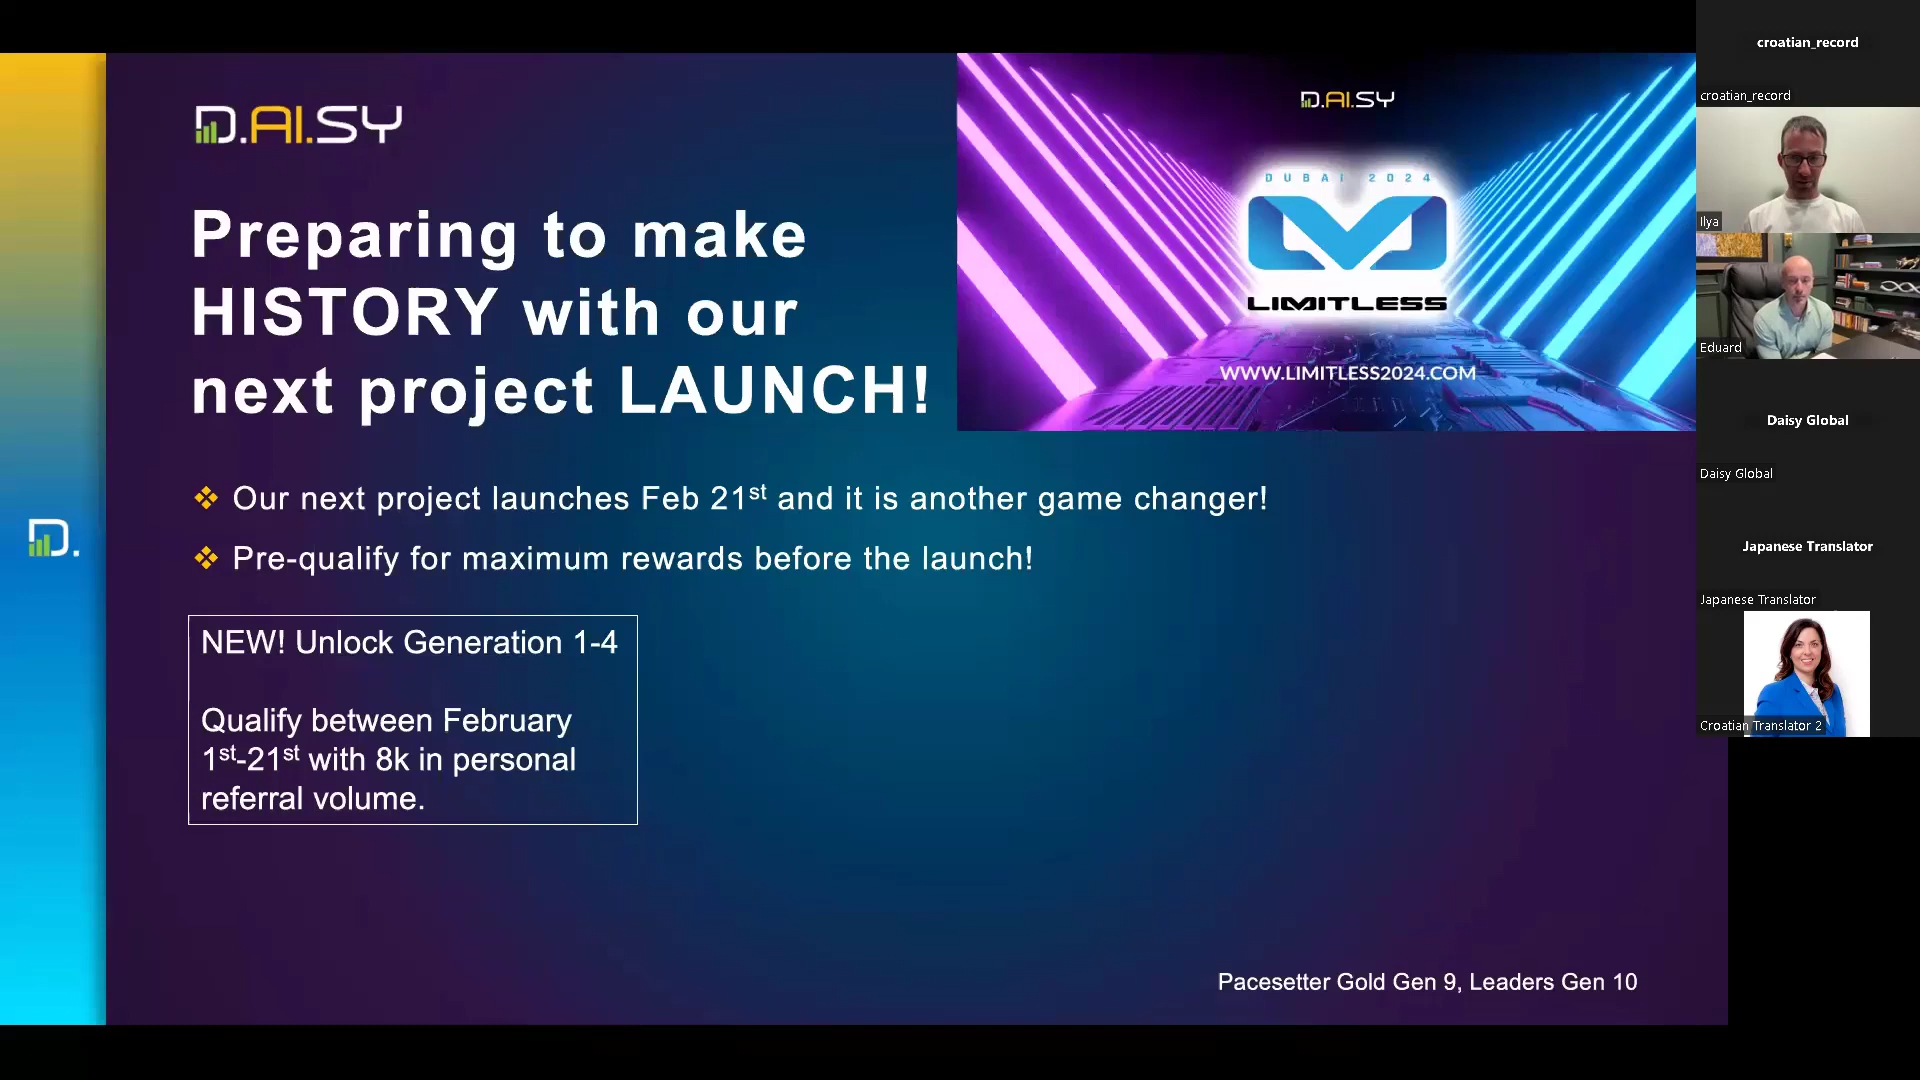 D.AI.SY
Preparing to make
HISTORY with our
next project LAUNCH!
D.AI.SY
DUBAI 2024
LIMITLESS
WWW.LIMITLESS2024.COM
❖ Our next project launches Feb 21st and it is another game changer!
❖ Pre-qualify for maximum rewards before the launch!
D.
NEW! Unlock Generation 1-4
Qualify between February
1st-21st with 8k in personal
referral volume.
Pacesetter Gold Gen 9, Leaders Gen 10
croatian_record
croatian_record
Ilya
Eduard
Daisy Global
Daisy Global
Japanese Translator
Japanese Translator
Croatian Translator 2